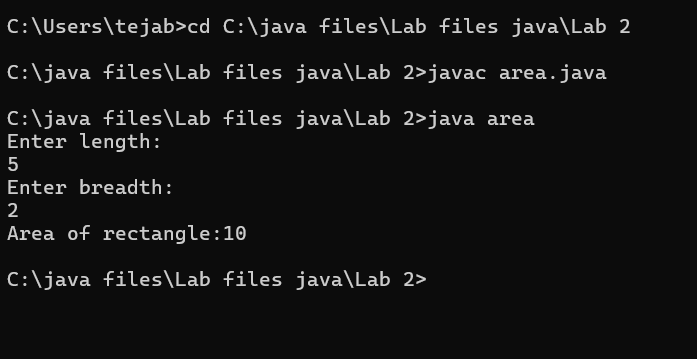 C:\Users\tejab>cd C:\java files\Lab files java\Lab 2
C:\java files\Lab files java\Lab 2>javac area.java
C:\java files\Lab files java\Lab 2>java area
Enter length:
5
Enter breadth:
2
Area of rectangle:10
C:\java files\Lab files java\Lab 2>